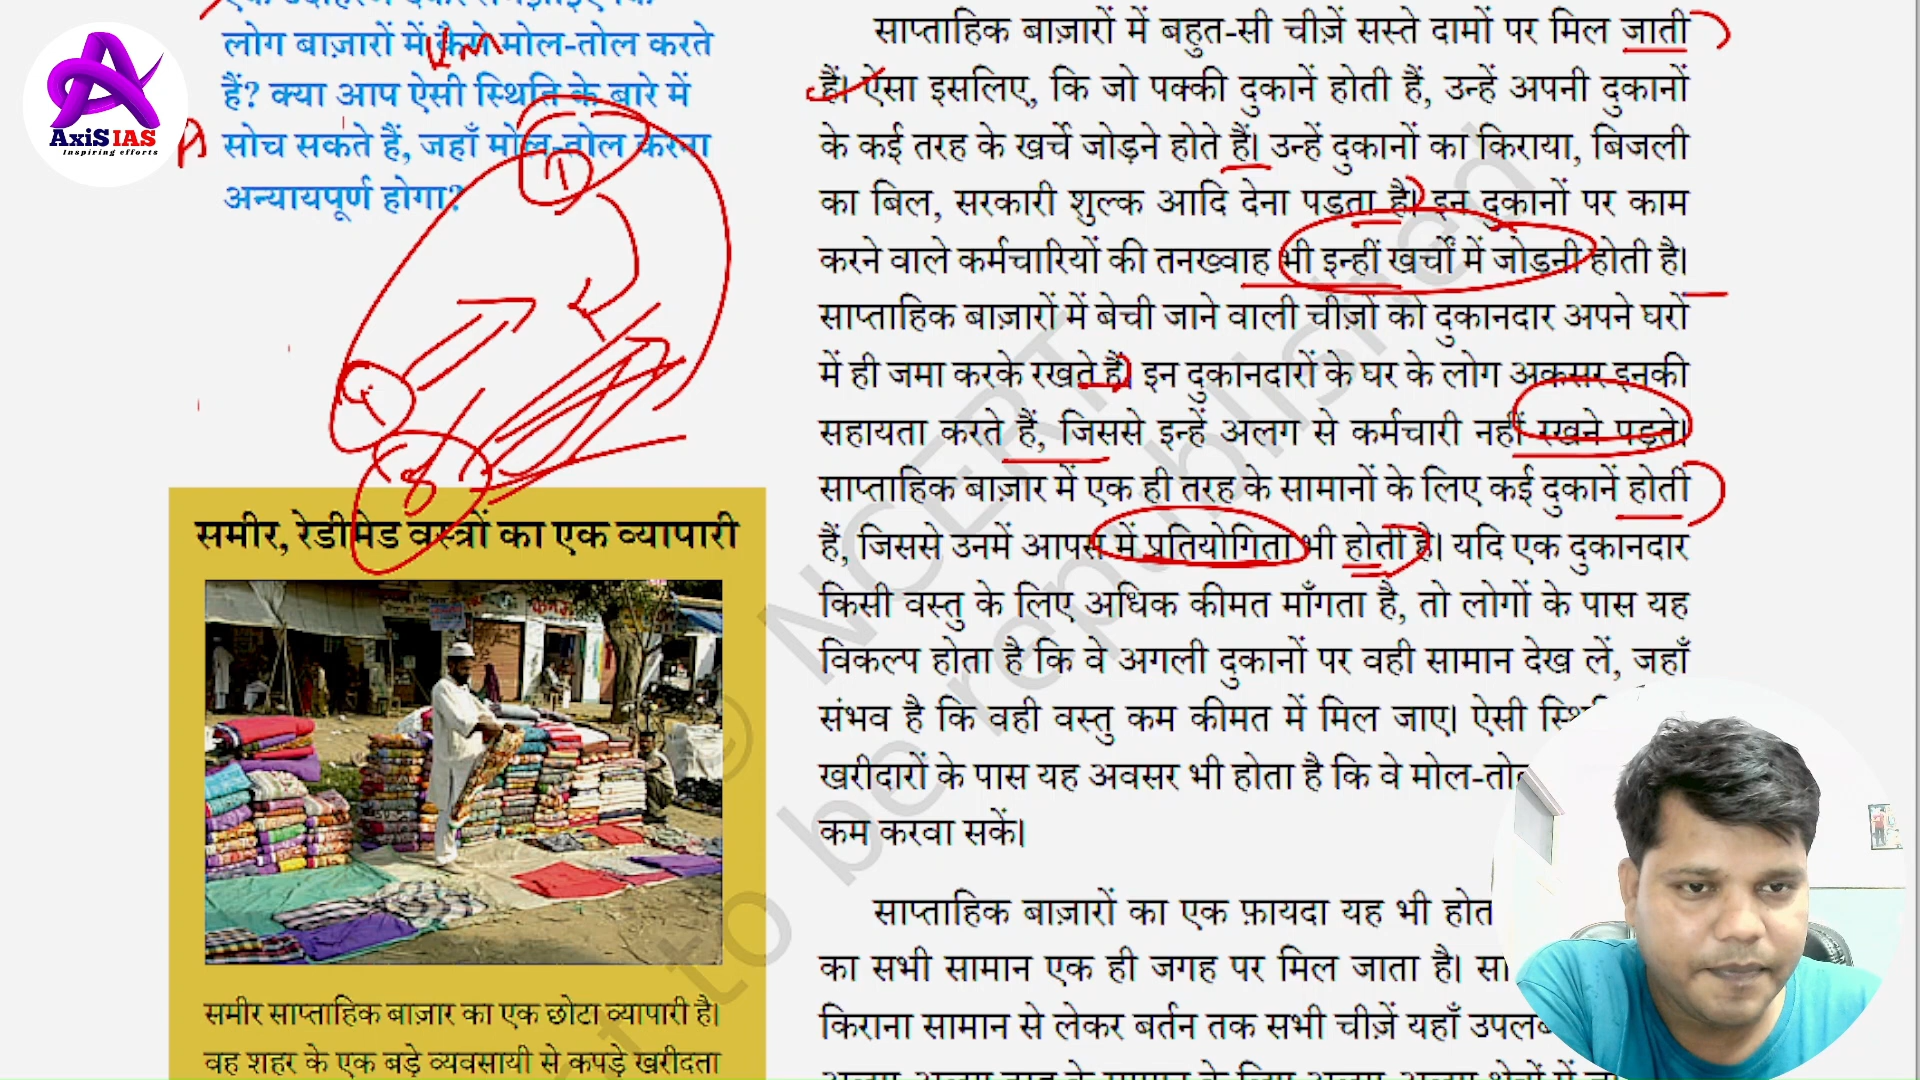 AxiS IAS
Inspiring efforts
लोग बाज़ारों में कैसे मोल-तोल करते
हैं? क्या आप ऐसी स्थिति के बारे में
सोच सकते हैं, जहाँ मोल-तोल करना
अन्यायपूर्ण होगा?
समीर, रेडीमेड वस्त्रों का एक व्यापारी
समीर साप्ताहिक बाज़ार का एक छोटा व्यापारी है।
वह शहर के एक बड़े व्यवसायी से कपड़े खरीदता
साप्ताहिक बाज़ारों में बहुत-सी चीज़ें सस्ते दामों पर मिल जाती
हैं। ऐसा इसलिए, कि जो पक्की दुकानें होती हैं, उन्हें अपनी दुकानों
के कई तरह के खर्चे जोड़ने होते हैं। उन्हें दुकानों का किराया, बिजली
का बिल, सरकारी शुल्क आदि देना पड़ता है। इन दुकानों पर काम
करने वाले कर्मचारियों की तनख्वाह भी इन्हीं खर्चों में जोड़नी होती है।
साप्ताहिक बाज़ारों में बेची जाने वाली चीज़ों को दुकानदार अपने घरों
में ही जमा करके रखते हैं। इन दुकानदारों के घर के लोग अकसर इनकी
सहायता करते हैं, जिससे इन्हें अलग से कर्मचारी नहीं रखने पड़ते।
साप्ताहिक बाज़ार में एक ही तरह के सामानों के लिए कई दुकानें होती
हैं, जिससे उनमें आपस में प्रतियोगिता भी होती है। यदि एक दुकानदार
किसी वस्तु के लिए अधिक कीमत माँगता है, तो लोगों के पास यह
विकल्प होता है कि वे अगली दुकानों पर वही सामान देख लें, जहाँ
संभव है कि वही वस्तु कम कीमत में मिल जाए। ऐसी
खरीदारों के पास यह अवसर भी होता है कि वे
कम करवा सकें।
साप्ताहिक बाज़ारों का एक फ़ायदा यह भी
का सभी सामान एक ही जगह पर मिल जाता है।
किराना सामान से लेकर बर्तन तक सभी चीज़ें यहाँ
© NCERT
to be republished